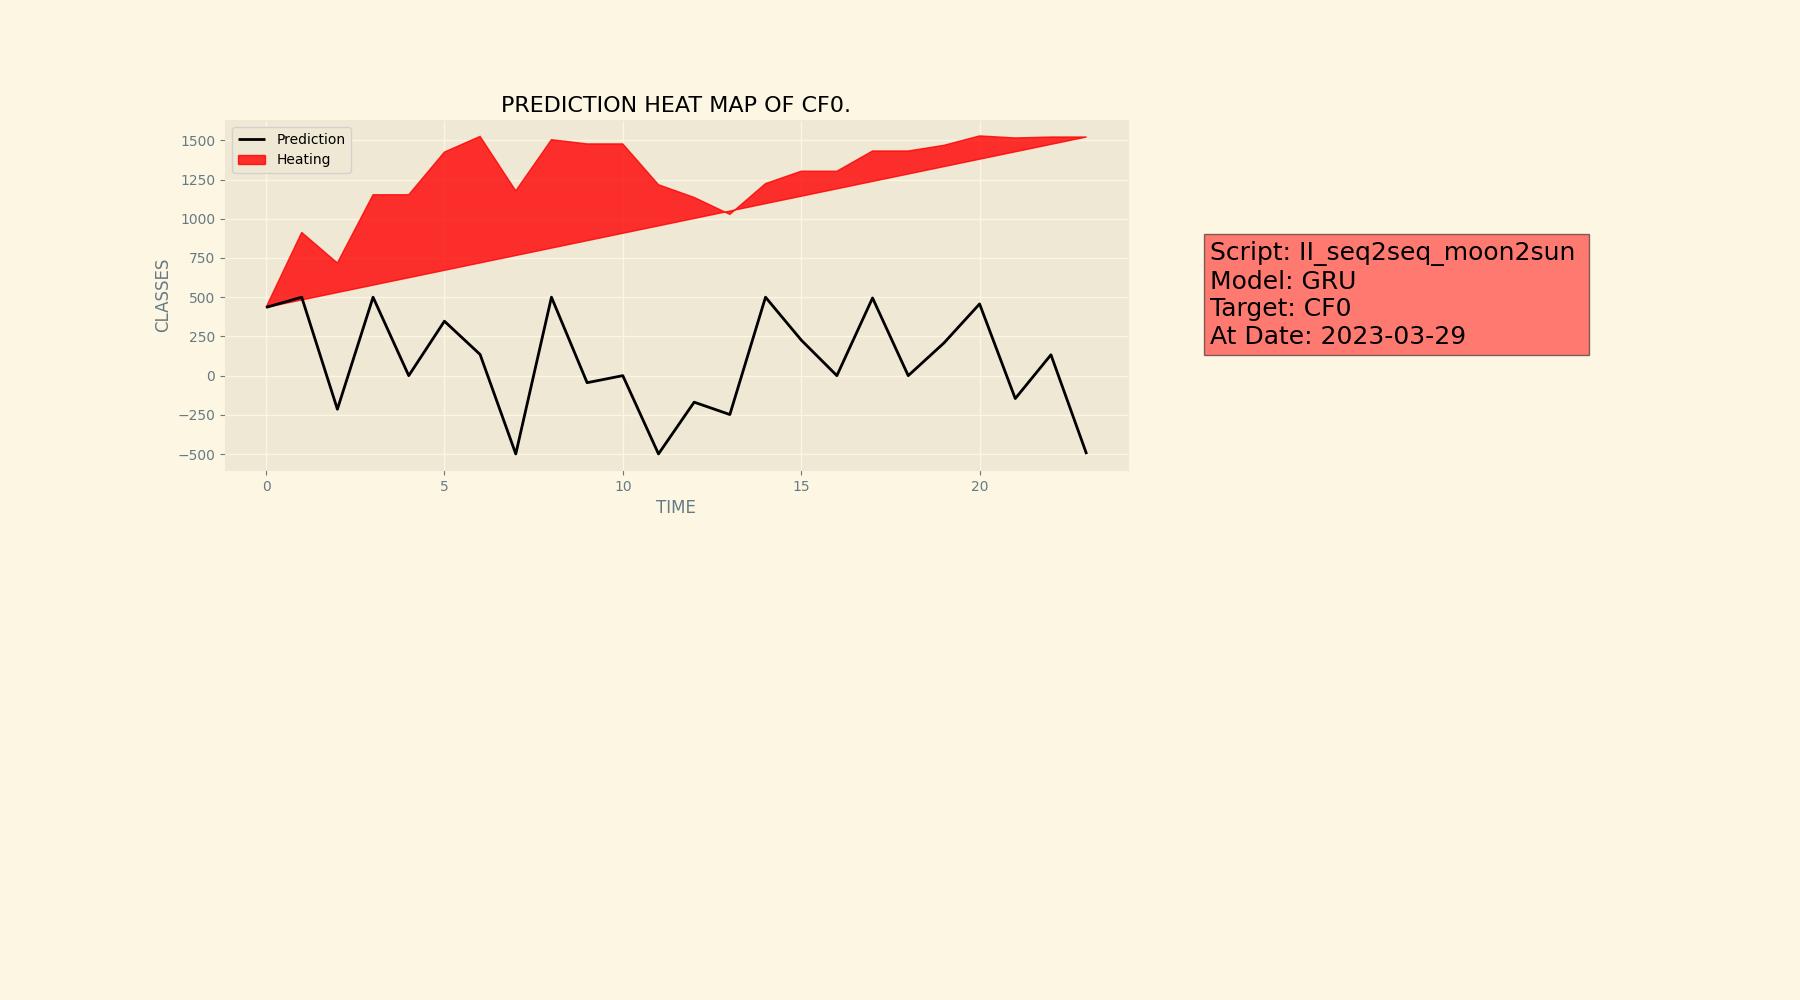 PREDICTION HEAT MAP OF CF0.
Prediction
Heating
1500
1250
1000
750
500
250
0
−250
−500
CLASSES
0 5 10 15 20
TIME
Script: II_seq2seq_moon2sun
Model: GRU
Target: CF0
At Date: 2023-03-29